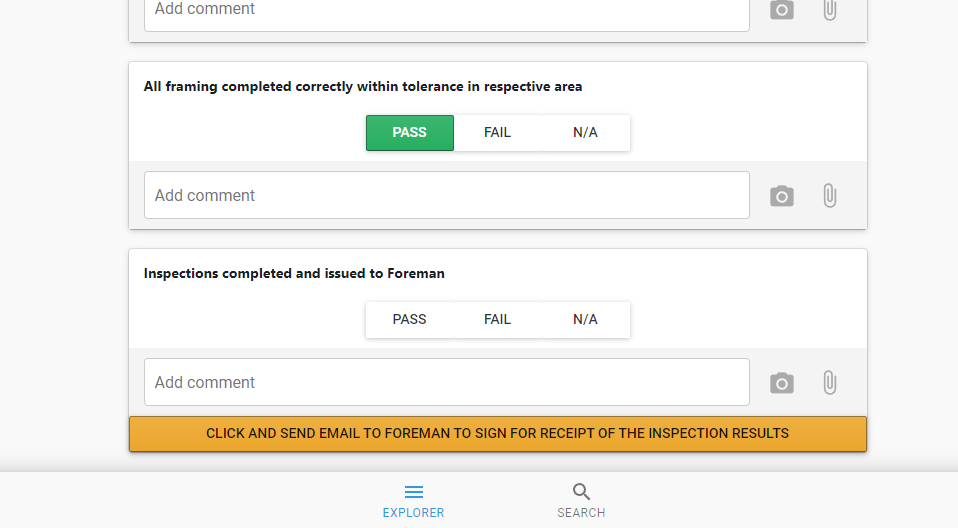 Add comment
All framing completed correctly within tolerance in respective area
PASS FAIL N/A
Add comment
Inspections completed and issued to Foreman
PASS FAIL N/A
Add comment
CLICK AND SEND EMAIL TO FOREMAN TO SIGN FOR RECEIPT OF THE INSPECTION RESULTS
EXPLORER SEARCH